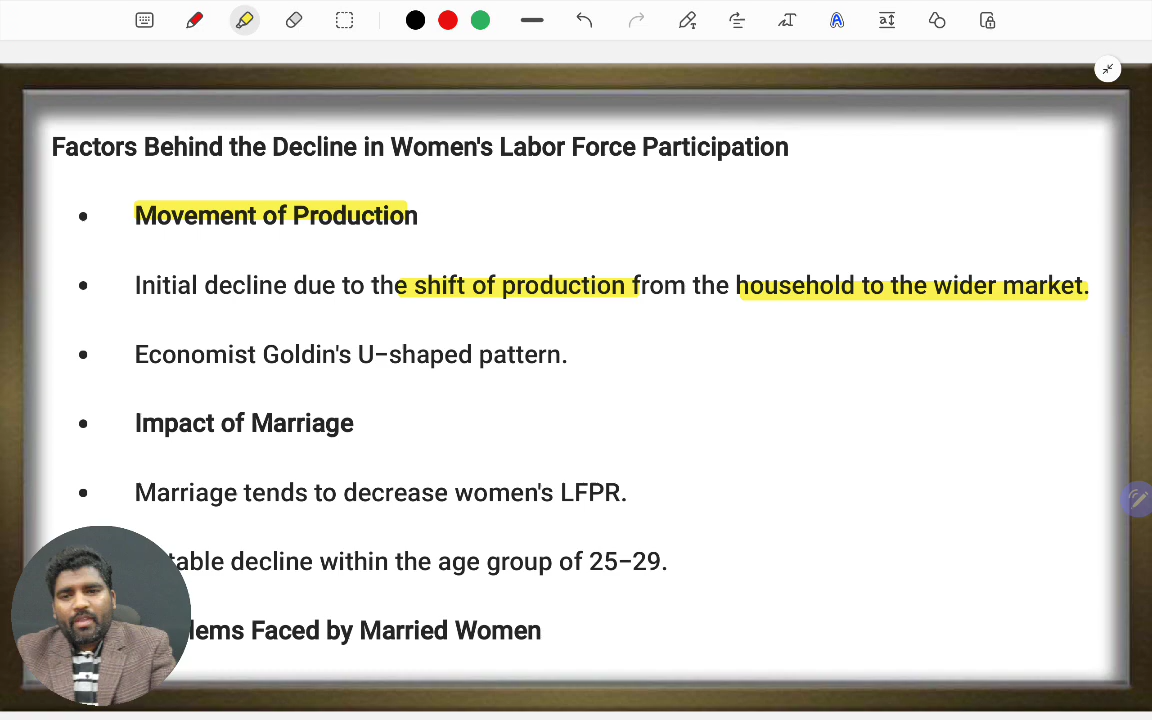 Factors Behind the Decline in Women's Labor Force Participation
• Movement of Production
• Initial decline due to the shift of production from the household to the wider market.
• Economist Goldin's U-shaped pattern.
• Impact of Marriage
• Marriage tends to decrease women's LFPR.
decline within the age group of 25-29.
Faced by Married Women